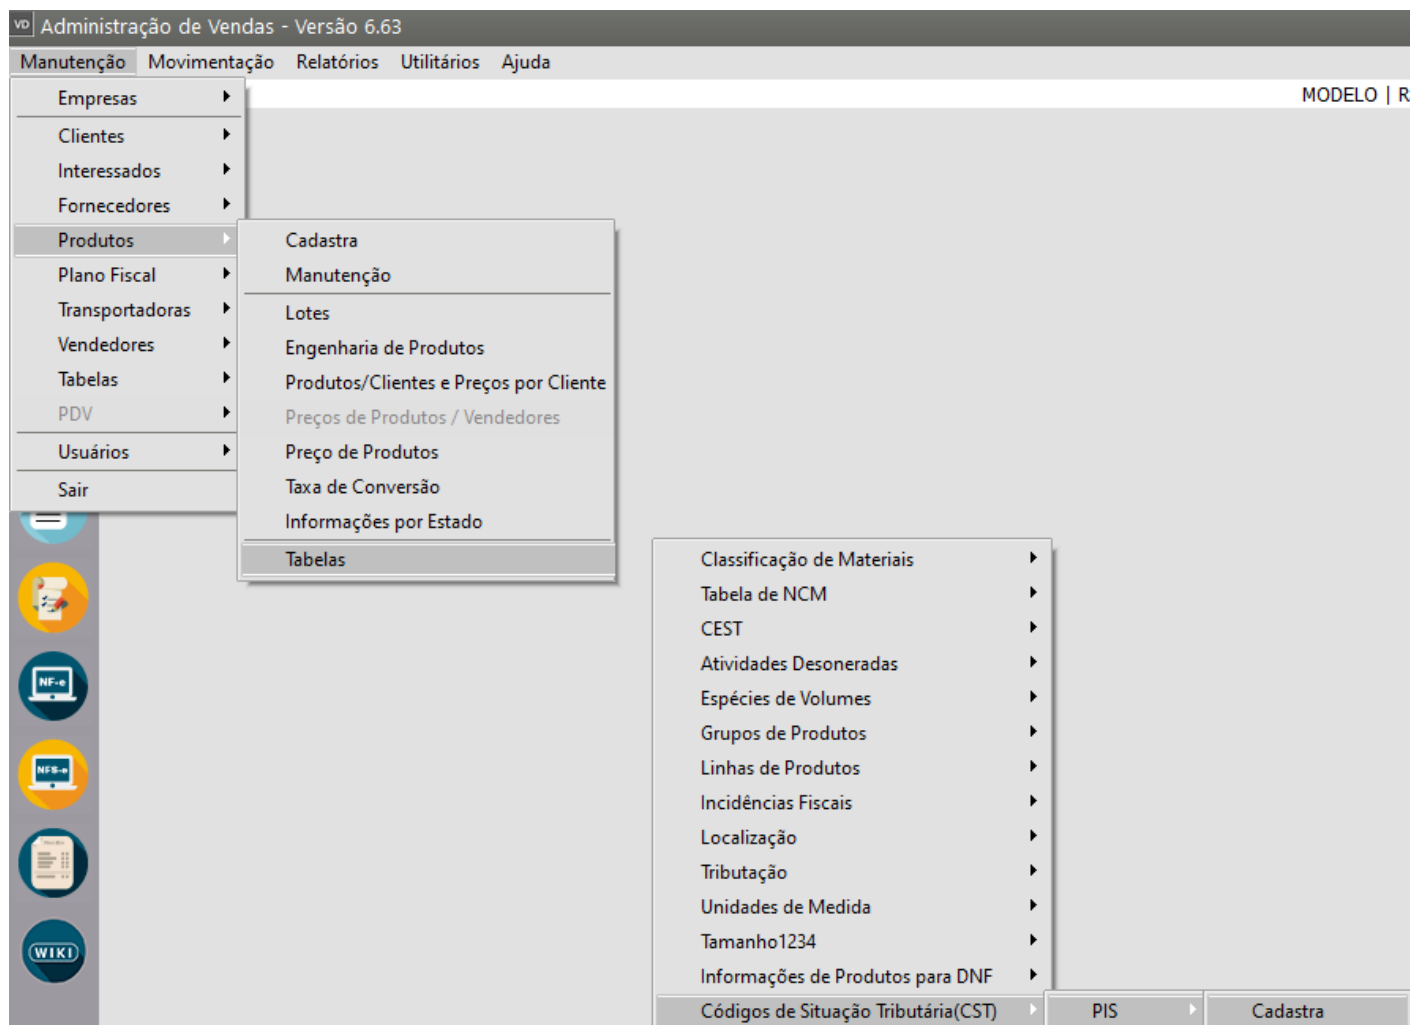 VD Administração de Vendas - Versão 6.63
Manutenção Movimentação Relatórios Utilitários Ajuda
MODELO | R
Empresas
Clientes
Interessados
Fornecedores
Produtos
Plano Fiscal
Transportadoras
Vendedores
Tabelas
PDV
Usuários
Sair
Cadastra
Manutenção
Lotes
Engenharia de Produtos
Produtos/Clientes e Preços por Cliente
Preços de Produtos / Vendedores
Preço de Produtos
Taxa de Conversão
Informações por Estado
Tabelas
Classificação de Materiais
Tabela de NCM
CEST
Atividades Desoneradas
Espécies de Volumes
Grupos de Produtos
Linhas de Produtos
Incidências Fiscais
Localização
Tributação
Unidades de Medida
Tamanho1234
Informações de Produtos para DNF
Códigos de Situação Tributária(CST)
PIS
Cadastra
NF-e
NFS-e
WIKI